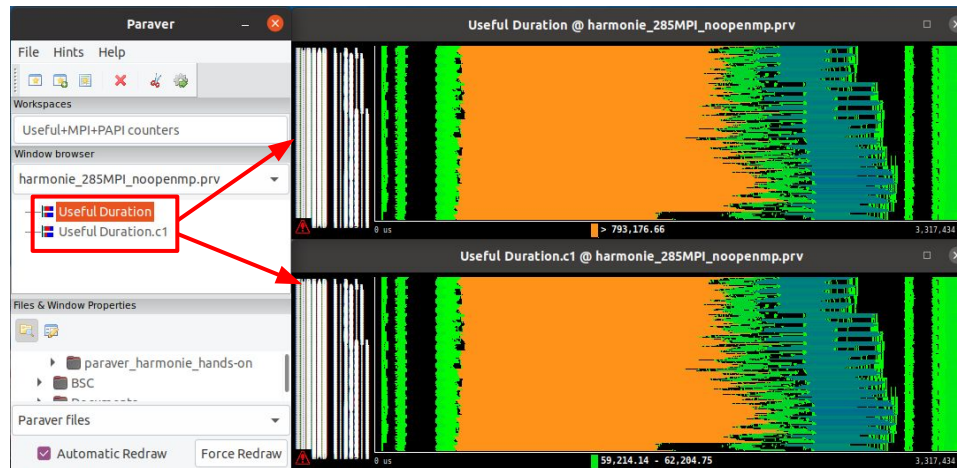 Paraver
File Hints Help
Workspaces
Useful+MPI+PAPI counters
Window browser
harmonie_285MPI_noopenmp.prv
Useful Duration
Useful Duration.c1
Files & Window Properties
paraver_harmonie_hands-on
BSC
Documents
Paraver files
Automatic Redraw
Force Redraw
Useful Duration @ harmonie_285MPI_noopenmp.prv
0 us
> 793,176.66
3,317,434
Useful Duration.c1 @ harmonie_285MPI_noopenmp.prv
0 us
59,214.14 - 62,204.75
3,317,434